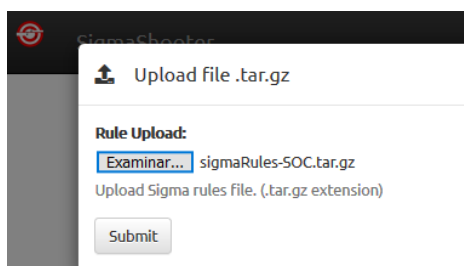 SigmaShooter
Upload file .tar.gz
Rule Upload:
Examinar... sigmaRules-SOC.tar.gz
Upload Sigma rules file. (.tar.gz extension)
Submit